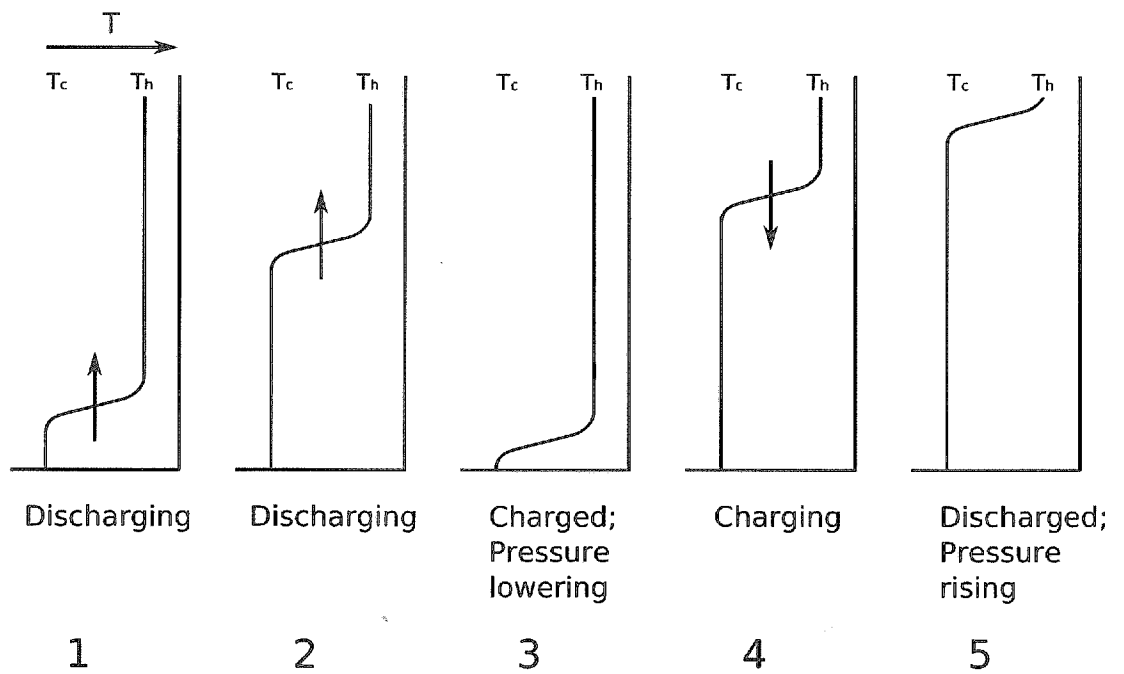 T
Tc Th
Tc Th
Tc Th
Tc Th
Tc Th
Discharging
Discharging
Charged;
Pressure
lowering
Charging
Discharged;
Pressure
rising
1
2
3
4
5